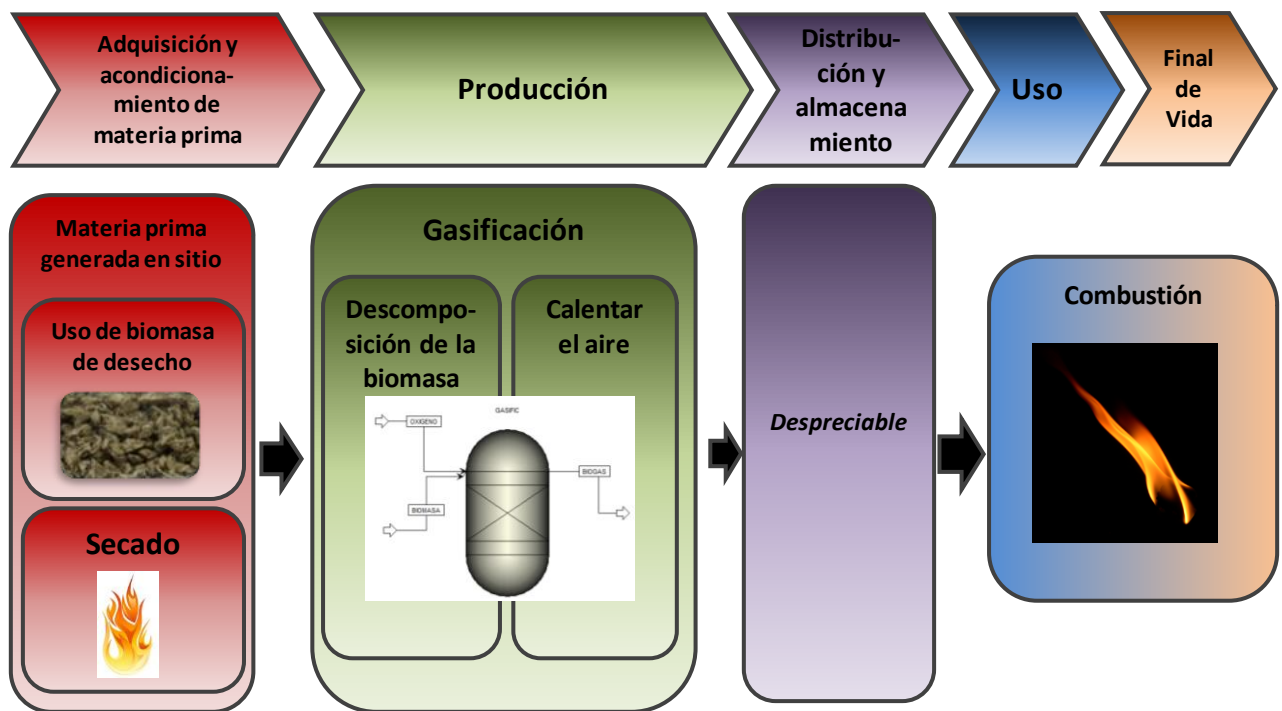 Adquisición y
acondiciona-
miento de
materia prima
Producción
Distribu-
ción y
almacena
miento
Uso
Final
de
Vida
Materia prima
generada en sitio
Uso de biomasa
de desecho
Secado
Gasificación
Descompo-
sición de la
biomasa
Calentar
el aire
GASIFIC
OXIGENO
BIOMASA
BIOGAS
Despreciable
Combustión